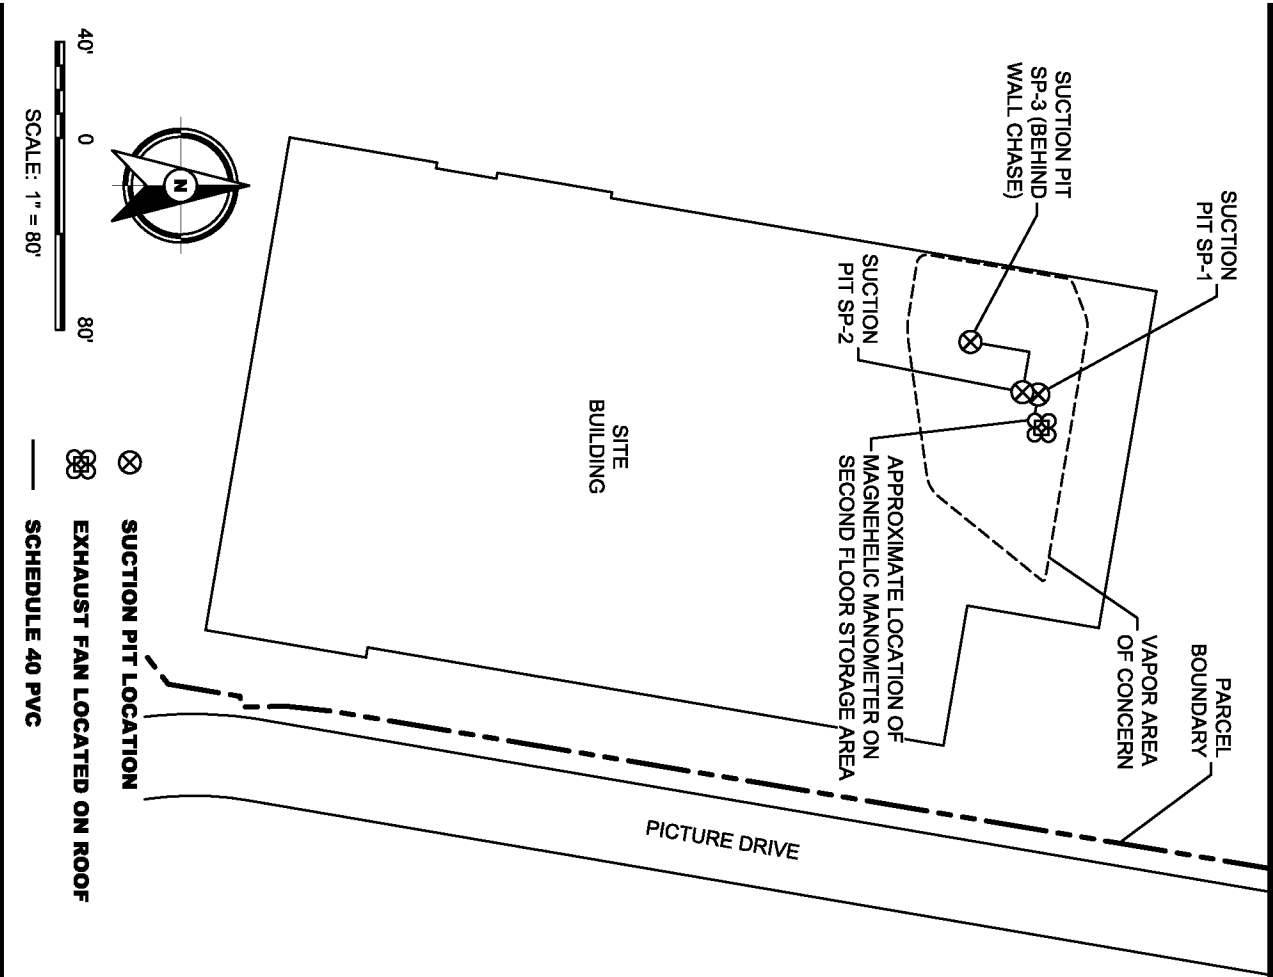 SUCTION
PIT SP-1
SUCTION PIT
SP-3 (BEHIND
WALL CHASE)
SUCTION
PIT SP-2
APPROXIMATE LOCATION OF
MAGNEHELIC MANOMETER ON
SECOND FLOOR STORAGE AREA
PARCEL
BOUNDARY
VAPOR AREA
OF CONCERN
SITE
BUILDING
PICTURE DRIVE
N
40'
0
80'
SCALE: 1" = 80'
SUCTION PIT LOCATION
EXHAUST FAN LOCATED ON ROOF
SCHEDULE 40 PVC